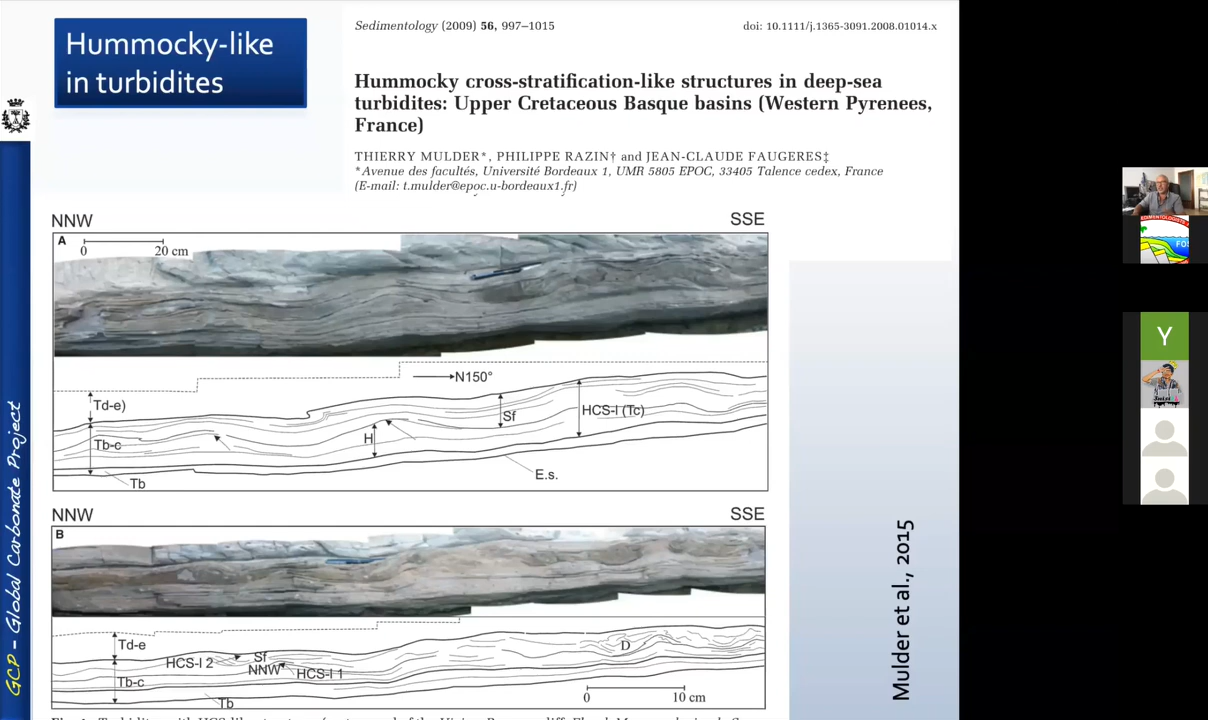 Hummocky-like
in turbidites
Sedimentology (2009) 56, 997–1015
doi: 10.1111/j.1365-3091.2008.01014.x
Hummocky cross-stratification-like structures in deep-sea
turbidites: Upper Cretaceous Basque basins (Western Pyrenees,
France)
THIERRY MULDER*, PHILIPPE RAZIN† and JEAN-CLAUDE FAUGERES‡
*Avenue des facultés, Université Bordeaux 1, UMR 5805 EPOC, 33405 Talence cedex, France
(E-mail: t.mulder@epoc.u-bordeaux1.fr)
NNW
SSE
A
0
20 cm
N150°
Td-e)
Sf
HCS-l (Tc)
H
Tb-c
E.s.
Tb
NNW
SSE
B
Td-e
D
HCS-l 2
Sf
NNW
HCS-l 1
Tb-c
Tb
0
10 cm
GCP – Global Carbonate Project
Mulder et al., 2015
FOS
Y